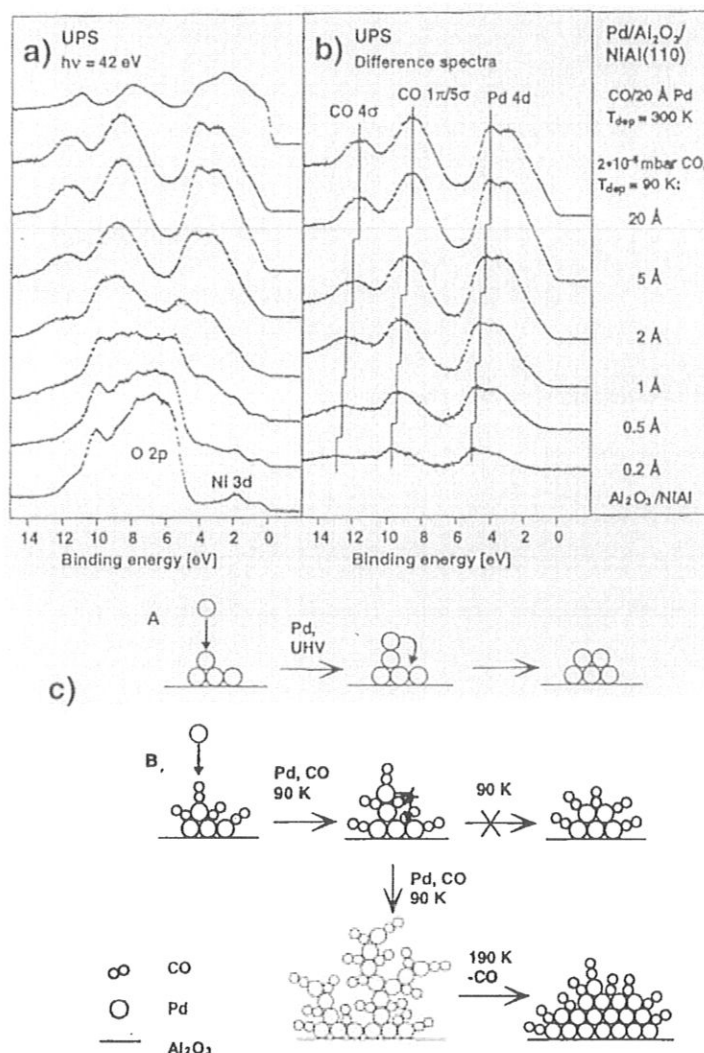 a)
UPS
hν = 42 eV
O 2p
Ni 3d
14 12 10 8 6 4 2 0
Binding energy [eV]
b)
UPS
Difference spectra
CO 4σ
CO 1π/5σ
Pd 4d
14 12 10 8 6 4 2 0
Binding energy [eV]
Pd/Al₂O₃/
NiAl(110)
CO/20 Å Pd
T_dep = 300 K
mbar CO,
T_dep = 90 K:
20 Å
5 Å
2 Å
1 Å
0.5 Å
0.2 Å
Al₂O₃/NiAl
c)
A
Pd,
UHV
B,
Pd, CO
90 K
90 K
Pd, CO
90 K
190 K
-CO
CO
Pd
Al₂O₃